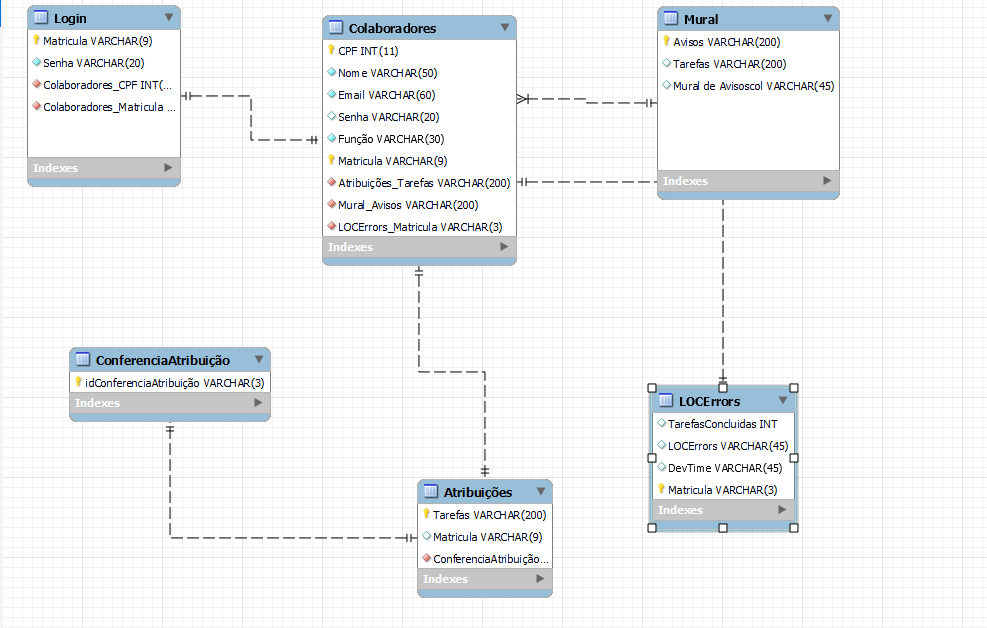 Login
Matricula VARCHAR(9)
Senha VARCHAR(20)
Colaboradores_CPF INT(...
Colaboradores_Matricula ...
Indexes
Colaboradores
CPF INT(11)
Nome VARCHAR(50)
Email VARCHAR(60)
Senha VARCHAR(20)
Função VARCHAR(30)
Matricula VARCHAR(9)
Atribuições_Tarefas VARCHAR(200)
Mural_Avisos VARCHAR(200)
LOCErrors_Matricula VARCHAR(3)
Indexes
Mural
Avisos VARCHAR(200)
Tarefas VARCHAR(200)
Mural de Avisoscol VARCHAR(45)
Indexes
ConferenciaAtribuição
idConferenciaAtribuição VARCHAR(3)
Indexes
LOCErrors
TarefasConcluidas INT
LOCErrors VARCHAR(45)
DevTime VARCHAR(45)
Matricula VARCHAR(3)
Indexes
Atribuições
Tarefas VARCHAR(200)
Matricula VARCHAR(9)
ConferenciaAtribuição...
Indexes